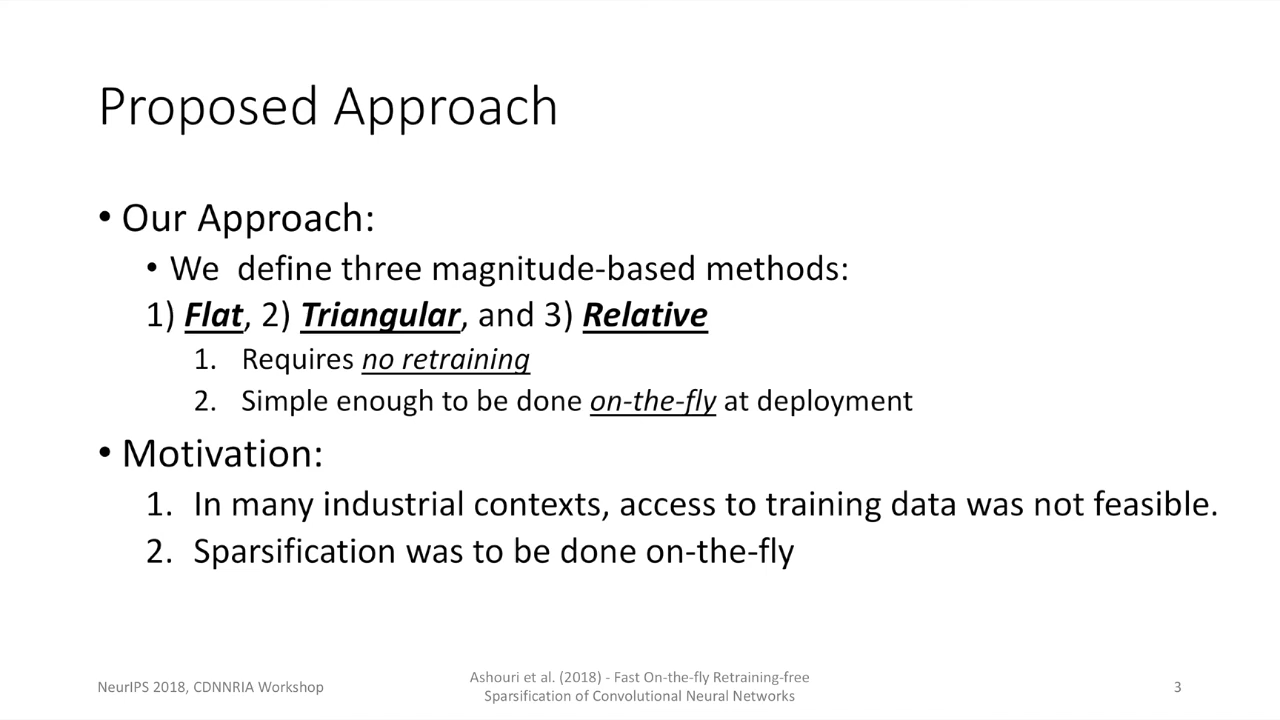 Proposed Approach
• Our Approach:
• We define three magnitude-based methods:
1) Flat, 2) Triangular, and 3) Relative
1. Requires no retraining
2. Simple enough to be done on-the-fly at deployment
• Motivation:
1. In many industrial contexts, access to training data was not feasible.
2. Sparsification was to be done on-the-fly
NeurIPS 2018, CDNNRIA Workshop
Ashouri et al. (2018) - Fast On-the-fly Retraining-free
Sparsification of Convolutional Neural Networks
3